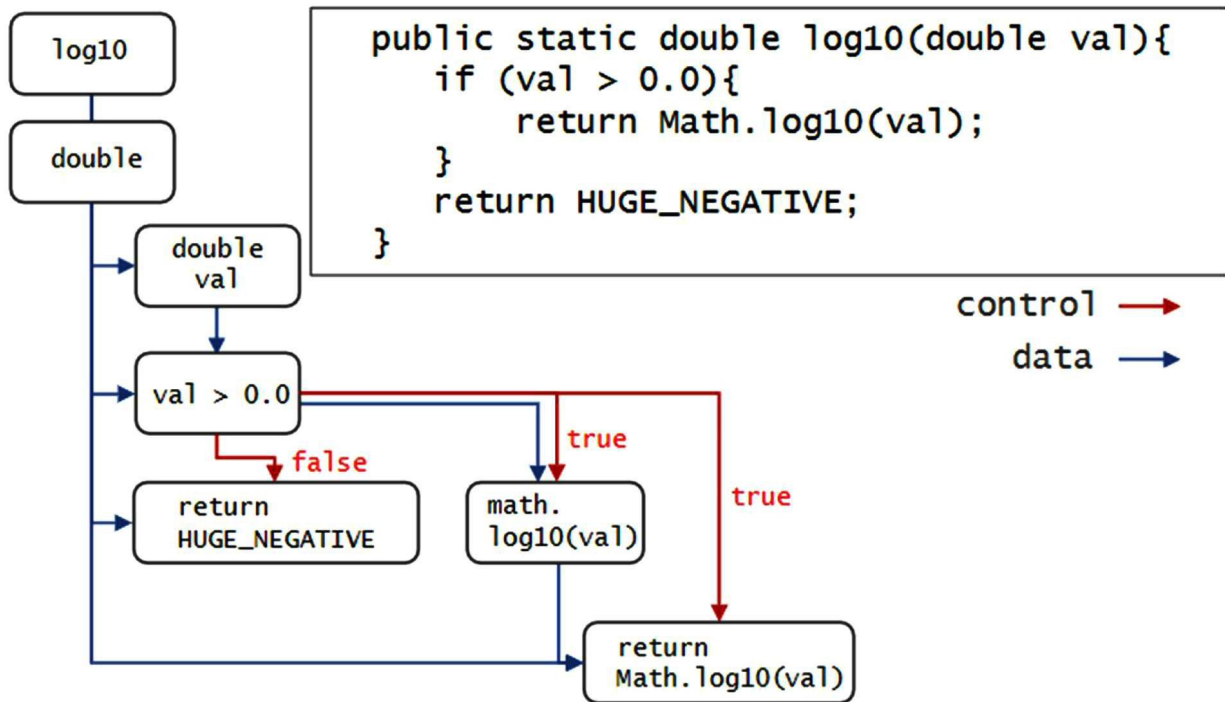 log10
double
public static double log10(double val){
if (val > 0.0){
return Math.log10(val);
}
return HUGE_NEGATIVE;
}
double
val
control
data
val > 0.0
false
true
true
return
HUGE_NEGATIVE
math.
log10(val)
return
Math.log10(val)